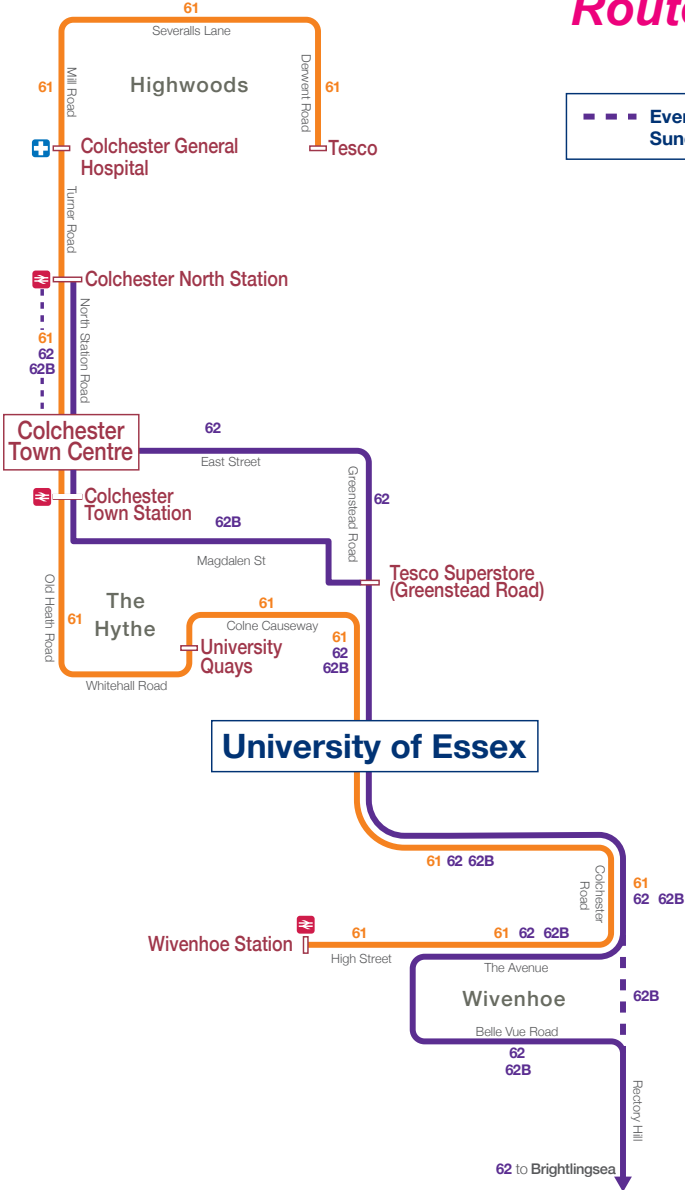 61
Severalls Lane
Route
61
Mill Road
Highwoods
Derwent Road
61
Even
Sund
Colchester General
Hospital
Tesco
Turner Road
Colchester North Station
North Station Road
61
62
62B
Colchester
Town Centre
62
East Street
Greenstead Road
62
Colchester
Town Station
62B
Magdalen St
Tesco Superstore
(Greenstead Road)
Old Heath Road
61
The
Hythe
61
Colne Causeway
University
Quays
61
62
62B
Whitehall Road
University of Essex
61 62 62B
Colchester
Road
61
62 62B
Wivenhoe Station
61
High Street
61 62 62B
The Avenue
Wivenhoe
62B
Belle Vue Road
62
62B
Rectory Hill
62 to Brightlingsea